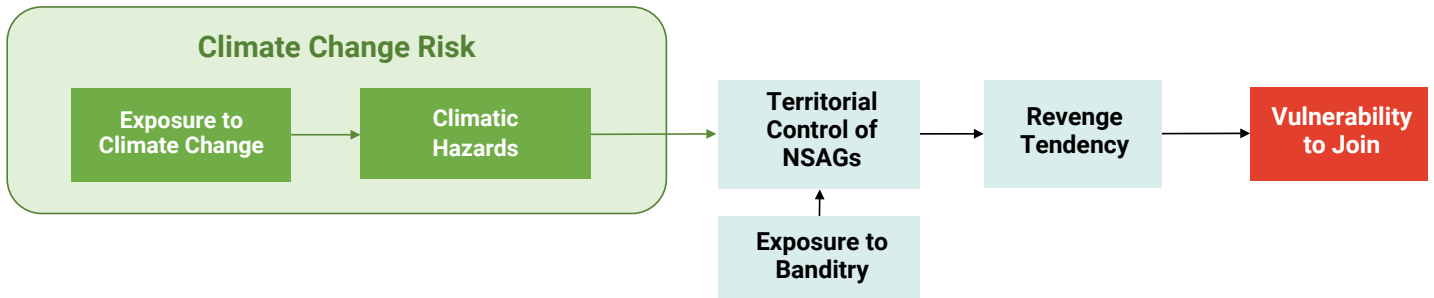 Climate Change Risk
Exposure to
Climate Change
Climatic
Hazards
Territorial
Control of
NSAGs
Revenge
Tendency
Vulnerability
to Join
Exposure to
Banditry